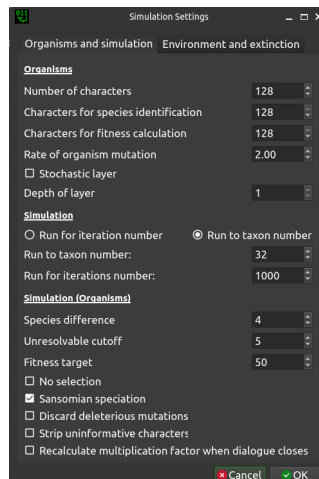 011
Simulation Settings
Organisms and simulation Environment and extinction
Organisms
Number of characters 128
Characters for species identification 128
Characters for fitness calculation 128
Rate of organism mutation 2.00
Stochastic layer
Depth of layer 1
Simulation
Run for iteration number Run to taxon number
Run to taxon number: 32
Run for iterations number: 1000
Simulation (Organisms)
Species difference 4
Unresolvable cutoff 5
Fitness target 50
No selection
Sansomian speciation
Discard deleterious mutations
Strip uninformative characters
Recalculate multiplication factor when dialogue closes
Cancel OK